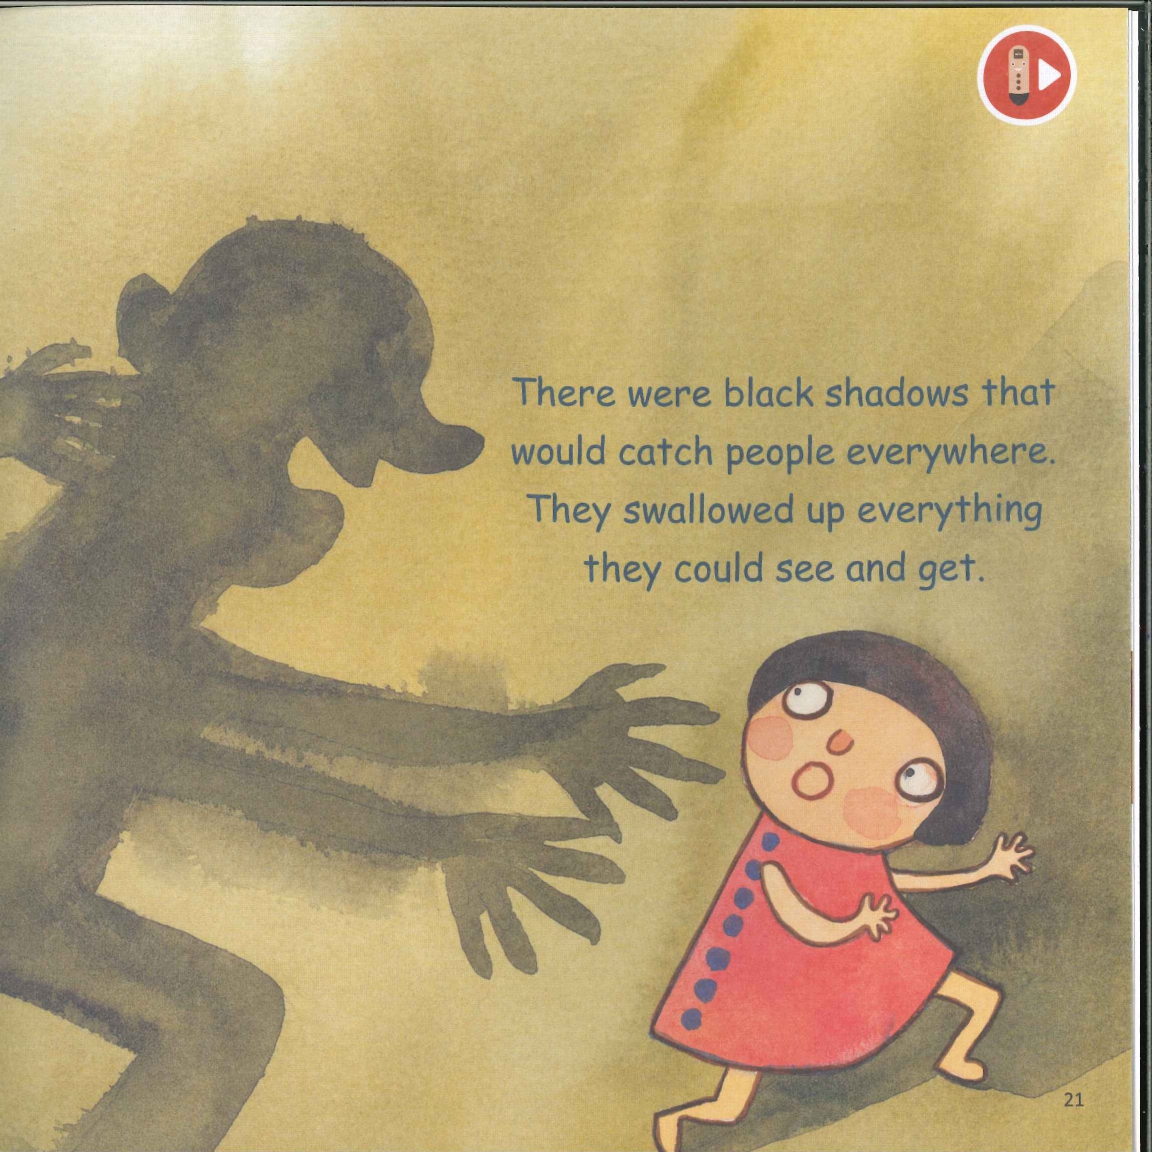 There were black shadows that
would catch people everywhere.
They swallowed up everything
they could see and get.
21